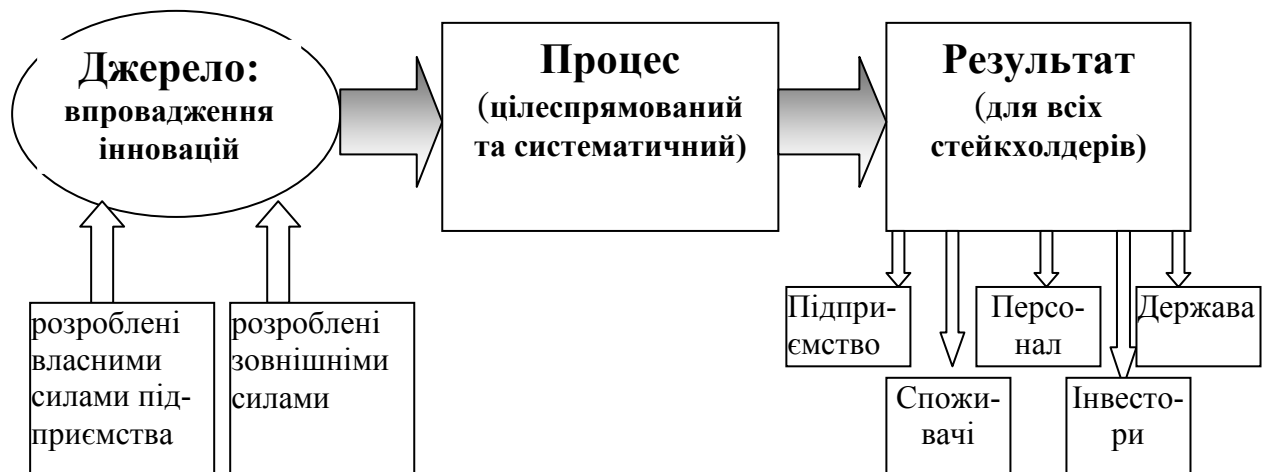 Джерело:
впровадження
інновацій
Процес
(цілеспрямований
та систематичний)
Результат
(для всіх
стейкхолдерів)
розроблені
власними
силами під-
приємства
розроблені
зовнішніми
силами
Підпри-
ємство
Персо-
нал
Держава
Спожи-
вачі
Інвесто-
ри